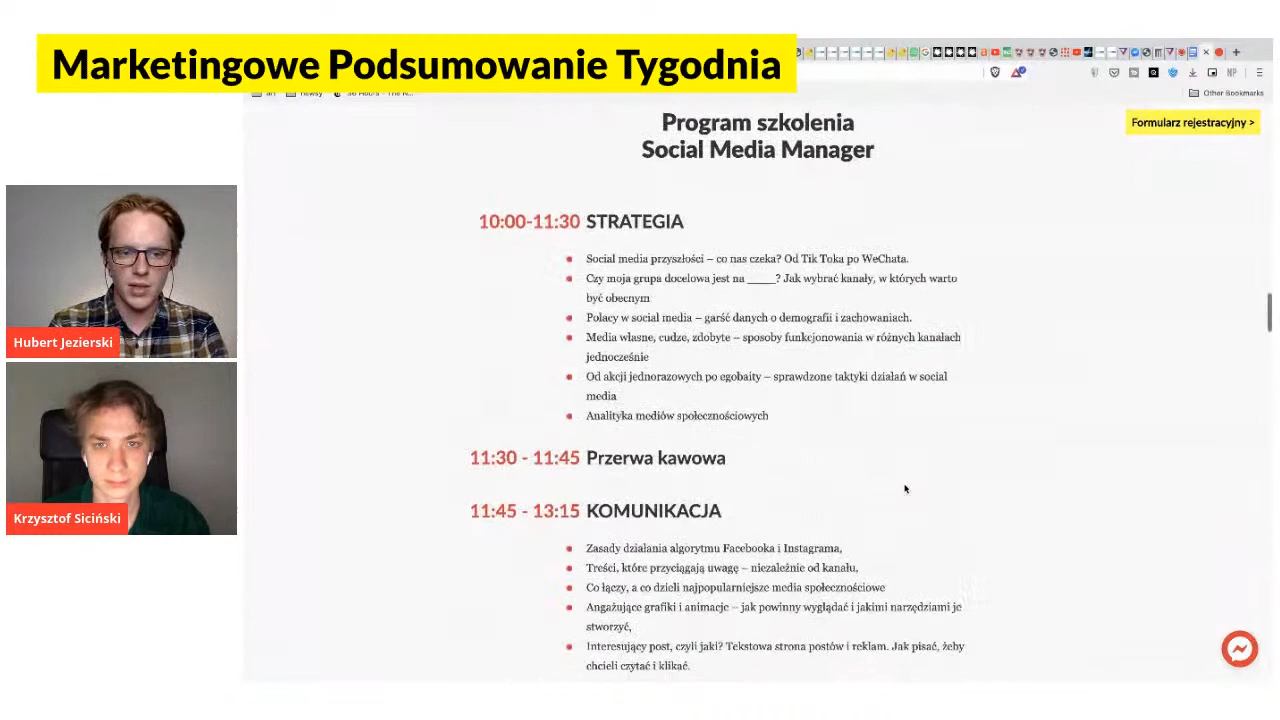 Marketingowe Podsumowanie Tygodnia
Other Bookmarks
Program szkolenia
Social Media Manager
Formularz rejestracyjny >
10:00-11:30 STRATEGIA
Social media przyszłości – co nas czeka? Od Tik Toka po WeChata.
Czy moja grupa docelowa jest na _____? Jak wybrać kanały, w których warto
być obecnym
Polacy w social media – garść danych o demografii i zachowaniach.
Media własne, cudze, zdobyte – sposoby funkcjonowania w różnych kanałach
jednocześnie
Od akcji jednorazowych po egobaity – sprawdzone taktyki działań w social
media
Analityka mediów społecznościowych
11:30 - 11:45 Przerwa kawowa
11:45 - 13:15 KOMUNIKACJA
Zasady działania algorytmu Facebooka i Instagrama,
Treści, które przyciągają uwagę – niezależnie od kanału,
Co łączy, a co dzieli najpopularniejsze media społecznościowe
Angażujące grafiki i animacje – jak powinny wyglądać i jakimi narzędziami je
stworzyć,
Interesujący post, czyli jaki? Tekstowa strona postów i reklam. Jak pisać, żeby
chcieli czytać i klikać.
Hubert Jezierski
Krzysztof Siciński